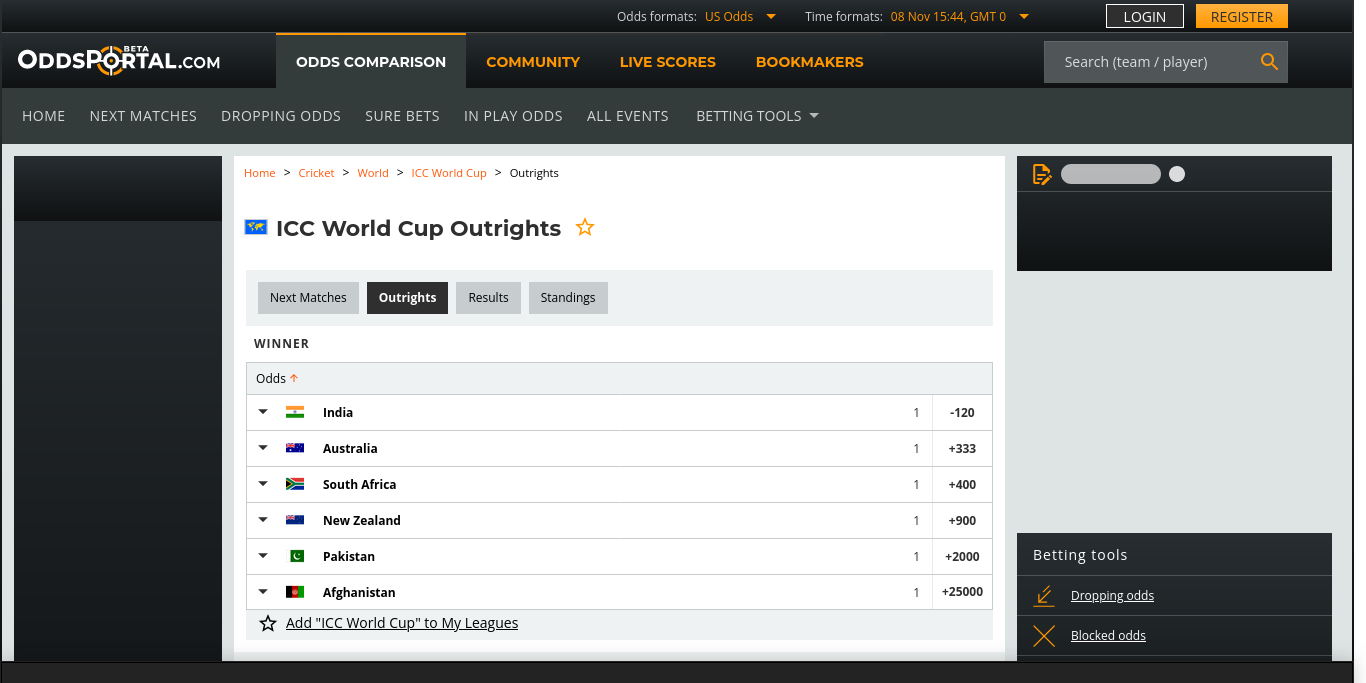 Odds formats: US Odds Time formats: 08 Nov 15:44, GMT 0 LOGIN REGISTER
ODDSPORTAL.COM BETA
ODDS COMPARISON COMMUNITY LIVE SCORES BOOKMAKERS Search (team / player)
HOME NEXT MATCHES DROPPING ODDS SURE BETS IN PLAY ODDS ALL EVENTS BETTING TOOLS
Home > Cricket > World > ICC World Cup > Outrights
ICC World Cup Outrights
Next Matches Outrights Results Standings
WINNER
Odds
India 1 -120
Australia 1 +333
South Africa 1 +400
New Zealand 1 +900
Pakistan 1 +2000
Afghanistan 1 +25000
Add "ICC World Cup" to My Leagues
Betting tools
Dropping odds
Blocked odds